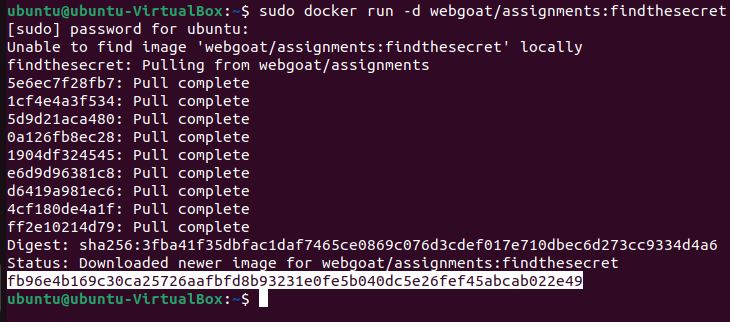 ubuntu@ubuntu-VirtualBox:~$ sudo docker run -d webgoat/assignments:findthesecret
[sudo] password for ubuntu:
Unable to find image 'webgoat/assignments:findthesecret' locally
findthesecret: Pulling from webgoat/assignments
5e6ec7f28fb7: Pull complete
1cf4e4a3f534: Pull complete
5d9d21aca480: Pull complete
0a126fb8ec28: Pull complete
1904df324545: Pull complete
e6d9d96381c8: Pull complete
d6419a981ec6: Pull complete
4cf180de4a1f: Pull complete
ff2e10214d79: Pull complete
Digest: sha256:3fba41f35dbfac1daf7465ce0869c076d3cdef017e710dbec6d273cc9334d4a6
Status: Downloaded newer image for webgoat/assignments:findthesecret
fb96e4b169c30ca25726aafbfd8b93231e0fe5b040dc5e26fef45abcab022e49
ubuntu@ubuntu-VirtualBox:~$